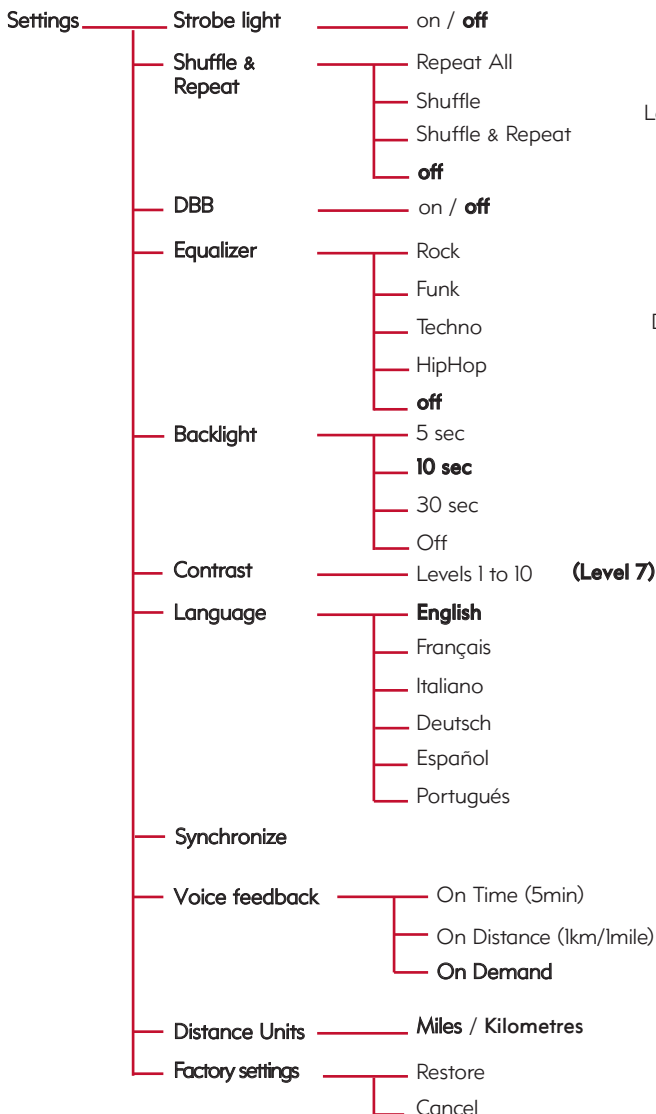 Settings Strobe light on / off
Shuffle & Repeat All
Repeat
Shuffle
Shuffle & Repeat
off
DBB on / off
Equalizer Rock
Funk
Techno
HipHop
off
Backlight 5 sec
10 sec
30 sec
Off
Contrast Levels 1 to 10 (Level 7)
Language English
Français
Italiano
Deutsch
Español
Portugués
Synchronize
Voice feedback On Time (5min)
On Distance (1km/1mile)
On Demand
Distance Units Miles / Kilometres
Factory settings Restore
Cancel